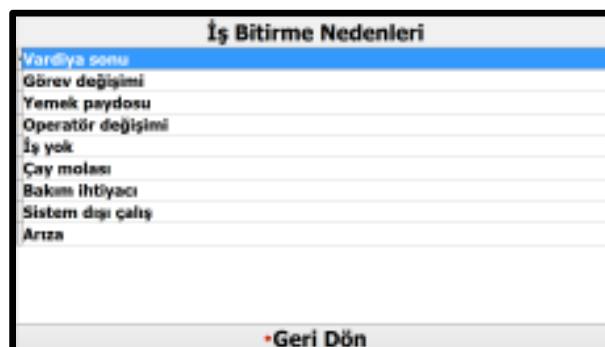 İş Bitirme Nedenleri
Vardiya sonu
Görev değişimi
Yemek paydosu
Operatör değişimi
İş yok
Çay molası
Bakım ihtiyacı
Sistem dışı çalış
Arıza
Geri Dön